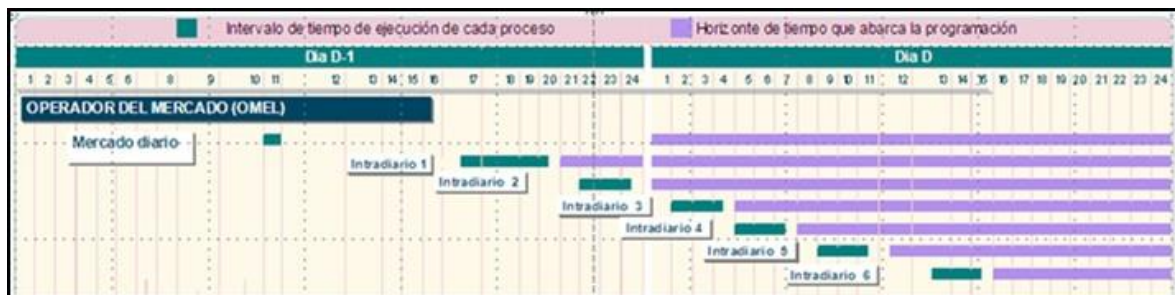 Intervalo de tiempo de ejecución de cada proceso Horizonte de tiempo que abarca la programación
Dia D-1 Dia D
1 2 3 4 5 6 8 9 10 11 12 13 14 15 16 17 18 19 20 21 22 23 24 1 2 3 4 5 6 7 8 9 10 11 12 13 14 15 16 17 18 19 20 21 22 23 24
OPERADOR DEL MERCADO (OMEL)
Mercado diario
Intradiario 1
Intradiario 2
Intradiario 3
Intradiario 4
Intradiario 5
Intradiario 6